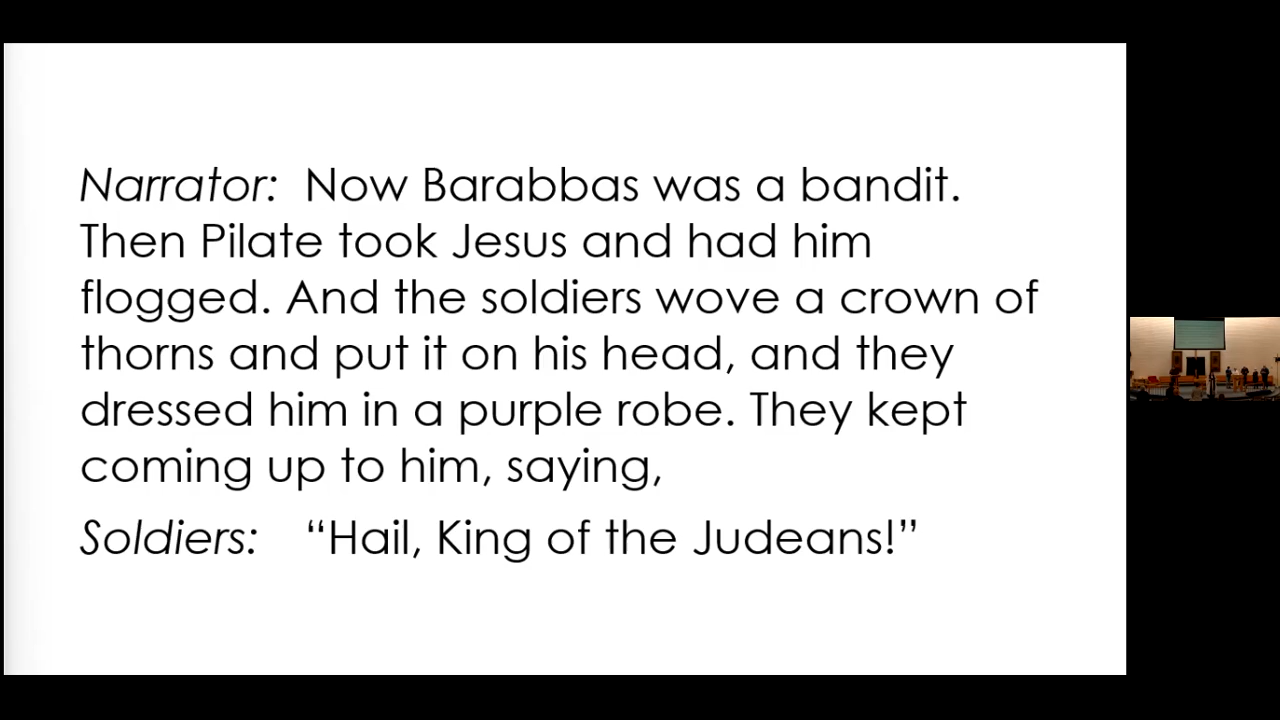 Narrator: Now Barabbas was a bandit.
Then Pilate took Jesus and had him
flogged. And the soldiers wove a crown of
thorns and put it on his head, and they
dressed him in a purple robe. They kept
coming up to him, saying,
Soldiers: “Hail, King of the Judeans!”